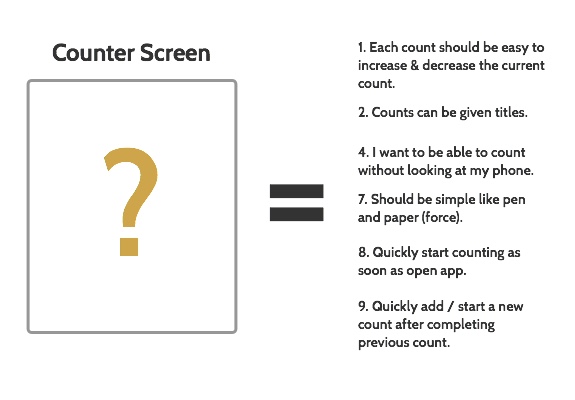 Counter Screen
?
1. Each count should be easy to
increase & decrease the current
count.
2. Counts can be given titles.
4. I want to be able to count
without looking at my phone.
7. Should be simple like pen
and paper (force).
8. Quickly start counting as
soon as open app.
9. Quickly add / start a new
count after completing
previous count.